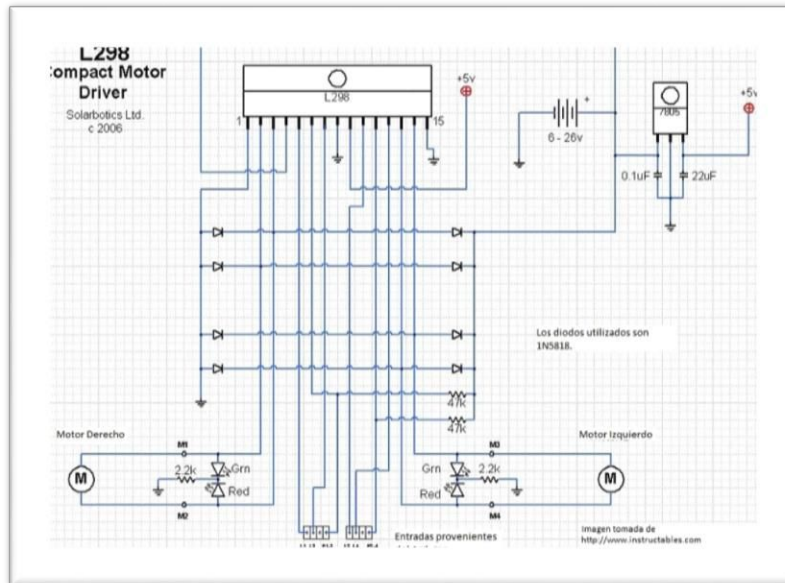 L298
Compact Motor
Driver
Solarbotics Ltd.
c 2006
L298
1
15
+5v
+
6 - 26v
7805
+5v
0.1uF
22uF
Los diodos utilizados son
1N5818.
47k
47k
Motor Derecho
M1
M
2.2k
Grn
Red
M2
M3
Motor Izquierdo
Grn
2.2k
M
Red
M4
Entradas provenientes
Imagen tomada de
http://www.instructables.com